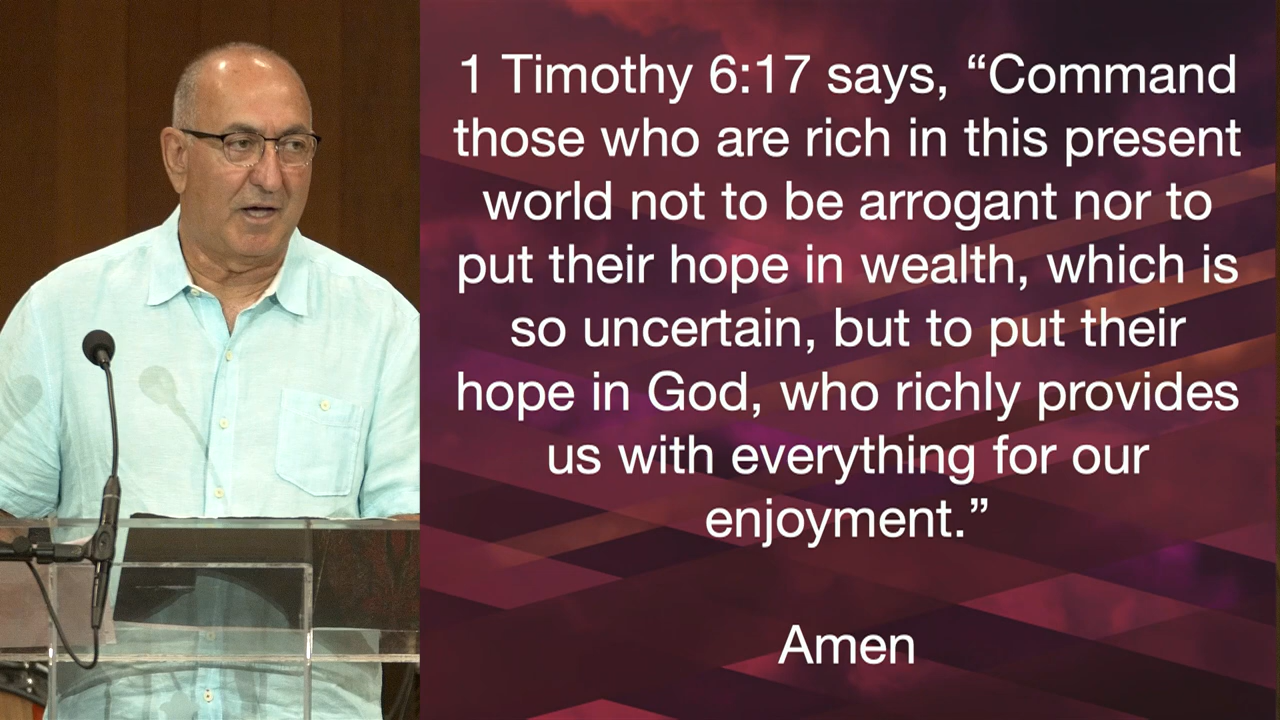 1 Timothy 6:17 says, “Command
those who are rich in this present
world not to be arrogant nor to
put their hope in wealth, which is
so uncertain, but to put their
hope in God, who richly provides
us with everything for our
enjoyment.”
Amen